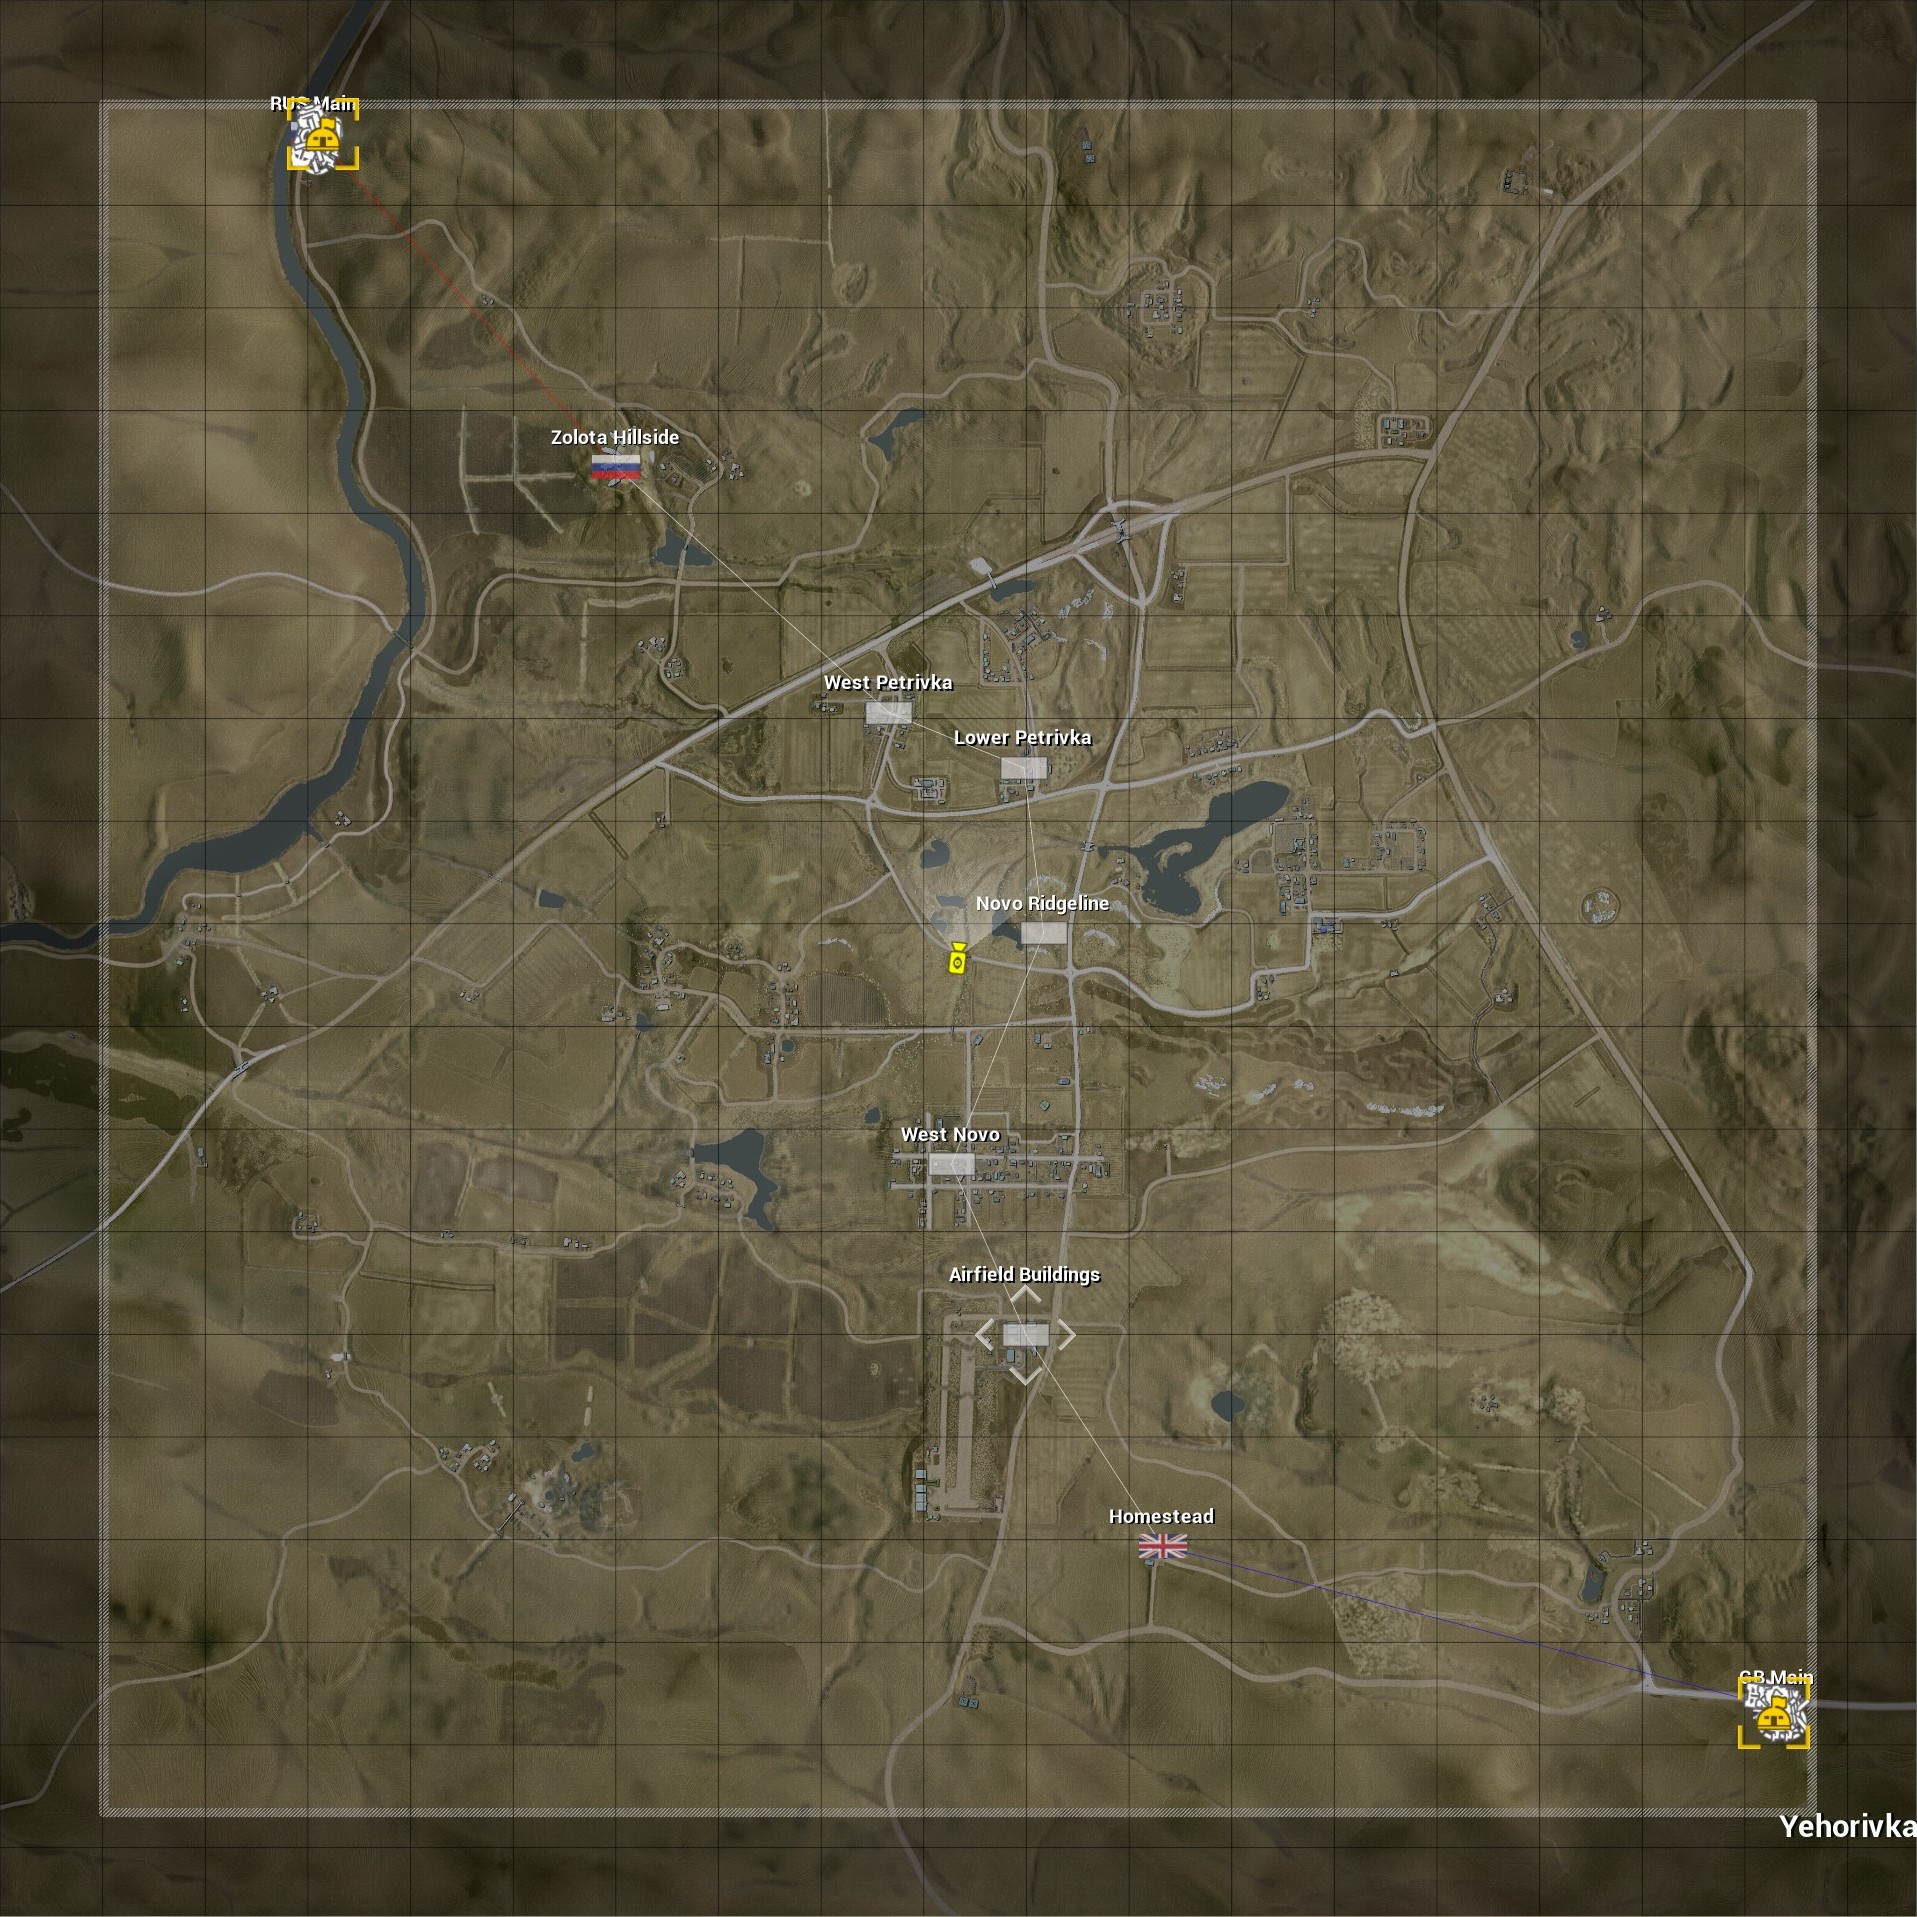 RUS Main
Zolota Hillside
West Petrivka
Lower Petrivka
Novo Ridgeline
West Novo
Airfield Buildings
Homestead
GB Main
Yehorivka